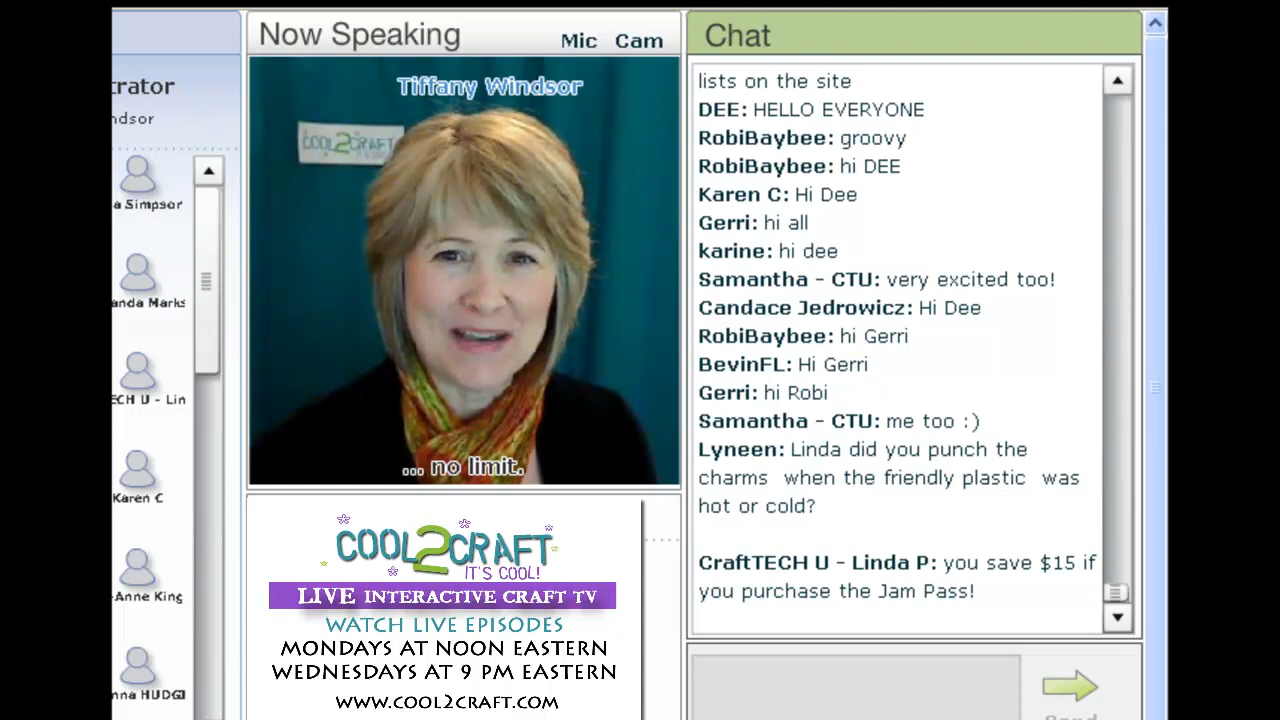 trator
ndsor
a Simpson
anda Marks
ECH U - Lin
Karen C
-Anne King
nna HUDGI
Now Speaking
Mic Cam
Tiffany Windsor
COOL2CRAFT
... no limit.
COOL2CRAFT
IT'S COOL!
LIVE INTERACTIVE CRAFT TV
WATCH LIVE EPISODES
MONDAYS AT NOON EASTERN
WEDNESDAYS AT 9 PM EASTERN
WWW.COOL2CRAFT.COM
Chat
lists on the site
DEE: HELLO EVERYONE
RobiBaybee: groovy
RobiBaybee: hi DEE
Karen C: Hi Dee
Gerri: hi all
karine: hi dee
Samantha - CTU: very excited too!
Candace Jedrowicz: Hi Dee
RobiBaybee: hi Gerri
BevinFL: Hi Gerri
Gerri: hi Robi
Samantha - CTU: me too :)
Lyneen: Linda did you punch the
charms when the friendly plastic was
hot or cold?
CraftTECH U - Linda P: you save $15 if
you purchase the Jam Pass!
Send